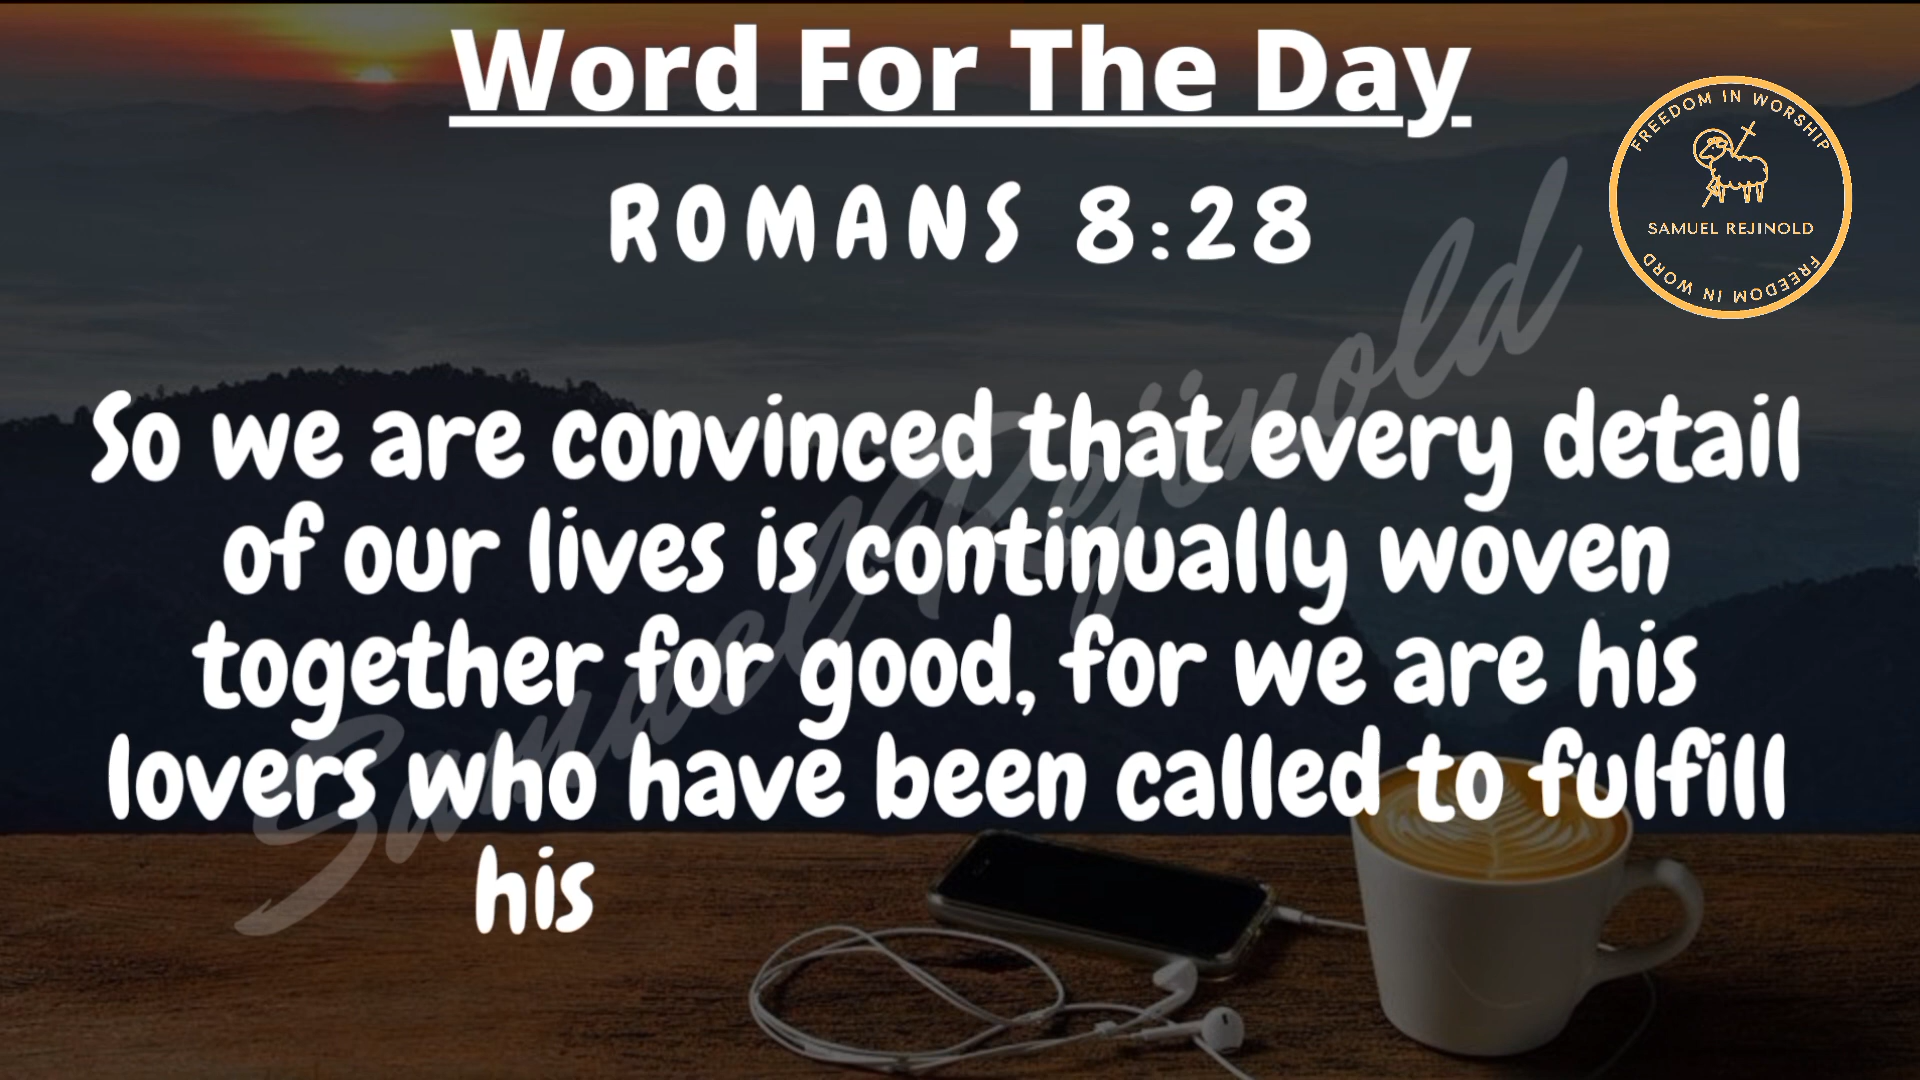 Word For The Day
ROMANS 8:28
FREEDOM IN WORSHIP
SAMUEL REJINOLD
FREEDOM IN WORD
So we are convinced that every detail
of our lives is continually woven
together for good, for we are his
lovers who have been called to fulfill
his
Samuel Rejinold